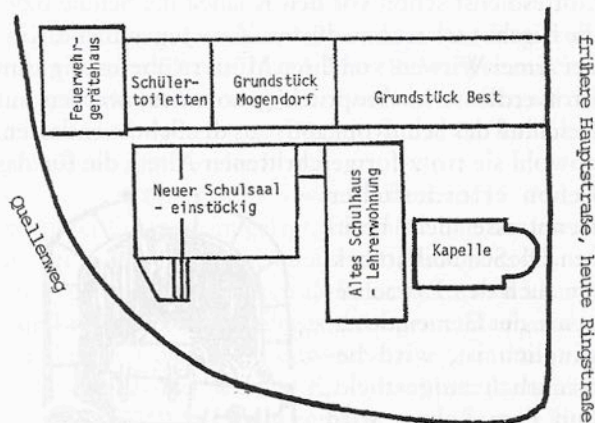 Feuerwehr-
gerätehaus
Schüler-
toiletten
Grundstück
Mogendorf
Grundstück Best
Neuer Schulsaal
- einstöckig
Altes Schulhaus
Lehrerwohnung
Kapelle
Quellenweg
frühere Hauptstraße, heute Ringstraße